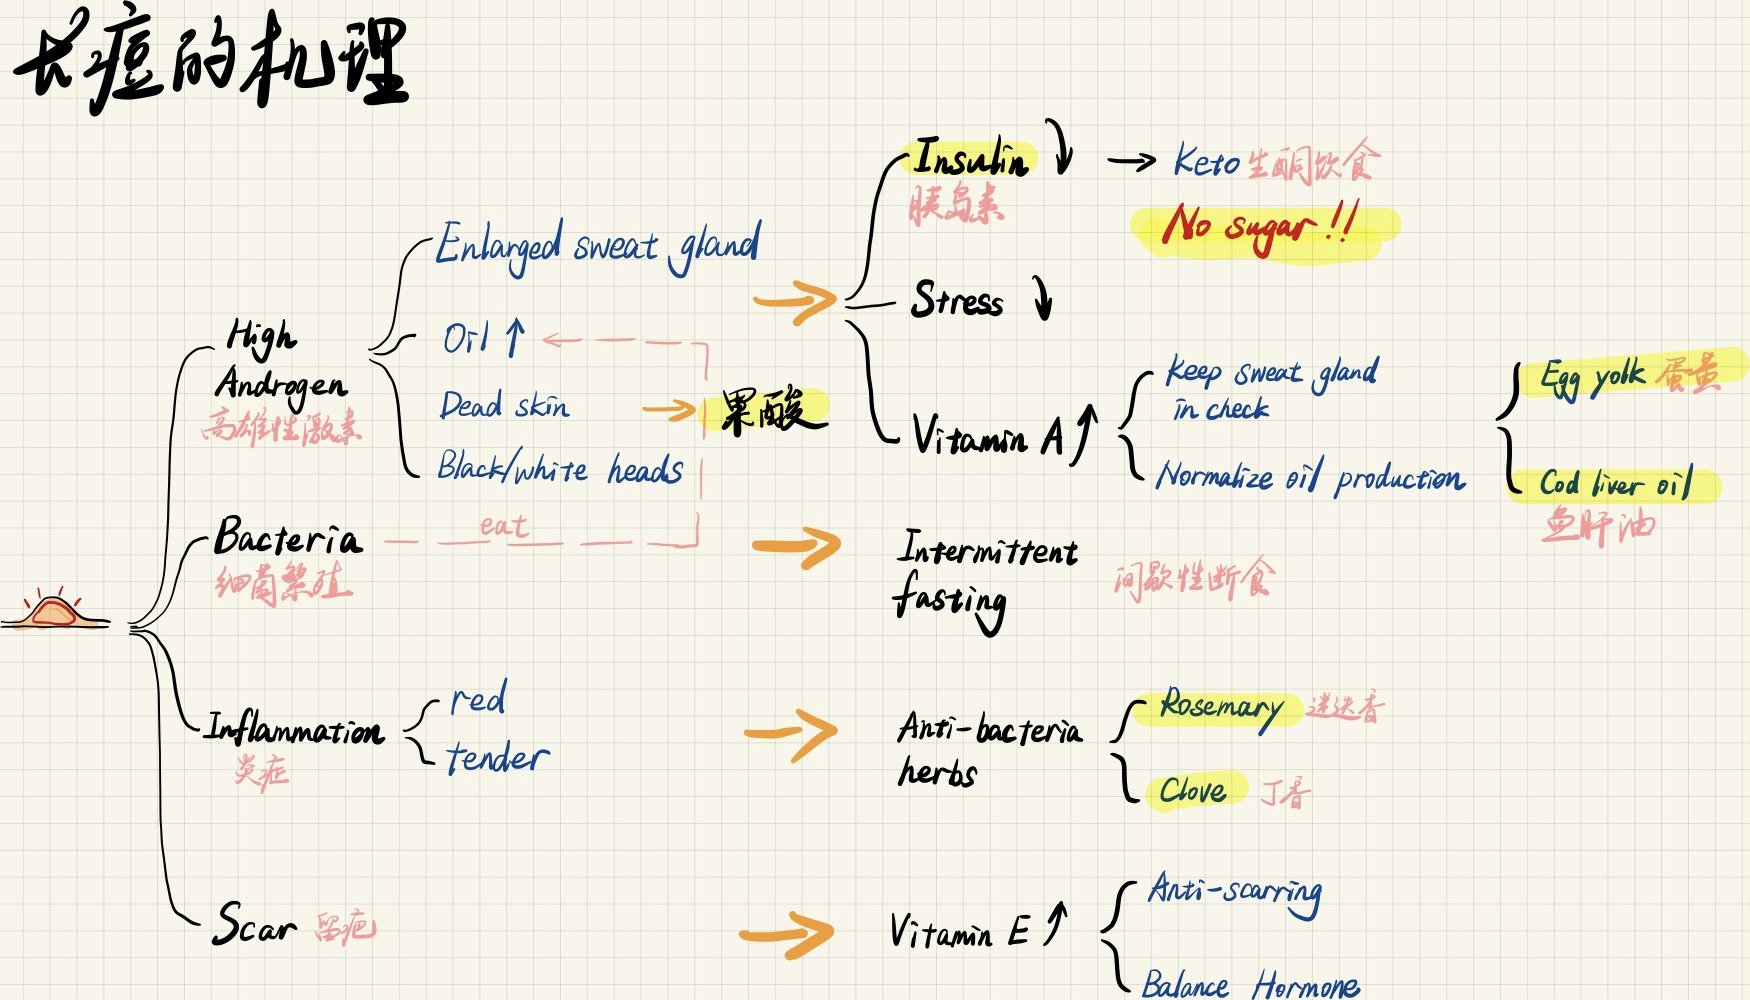 长痘的机理
Insulin
胰岛素
Keto 生酮饮食
No sugar!!
Stress
Vitamin A
Keep sweat gland
in check
Normalize oil production
Egg yolk 蛋黄
Cod liver oil
鱼肝油
High
Androgen
高雄性激素
Enlarged sweat gland
Oil
Dead skin
果酸
Black/white heads
Bacteria
细菌繁殖
eat
Intermittent
fasting
间歇性断食
Inflammation
炎症
red
tender
Anti-bacteria
herbs
Rosemary 迷迭香
Clove 丁香
Scar 留疤
Vitamin E
Anti-scarring
Balance Hormone